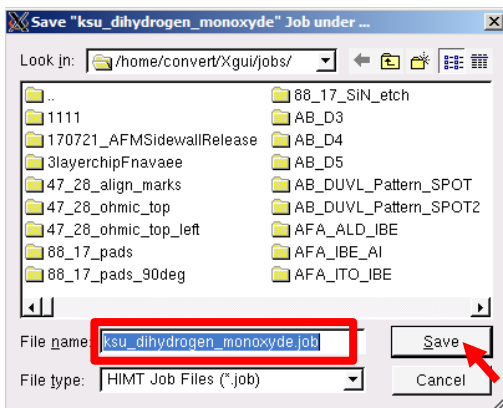 Save "ksu_dihydrogen_monoxyde" Job under ...
Look in: /home/convert/Xgui/jobs/
..
1111
170721_AFMSidewallRelease
3layerchipFnavaee
47_28_align_marks
47_28_ohmic_top
47_28_ohmic_top_left
88_17_pads
88_17_pads_90deg
88_17_SiN_etch
AB_D3
AB_D4
AB_D5
AB_DUVL_Pattern_SPOT
AB_DUVL_Pattern_SPOT2
AFA_ALD_IBE
AFA_IBE_AI
AFA_ITO_IBE
File name: ksu_dihydrogen_monoxyde.job Save
File type: HIMT Job Files (*.job) Cancel